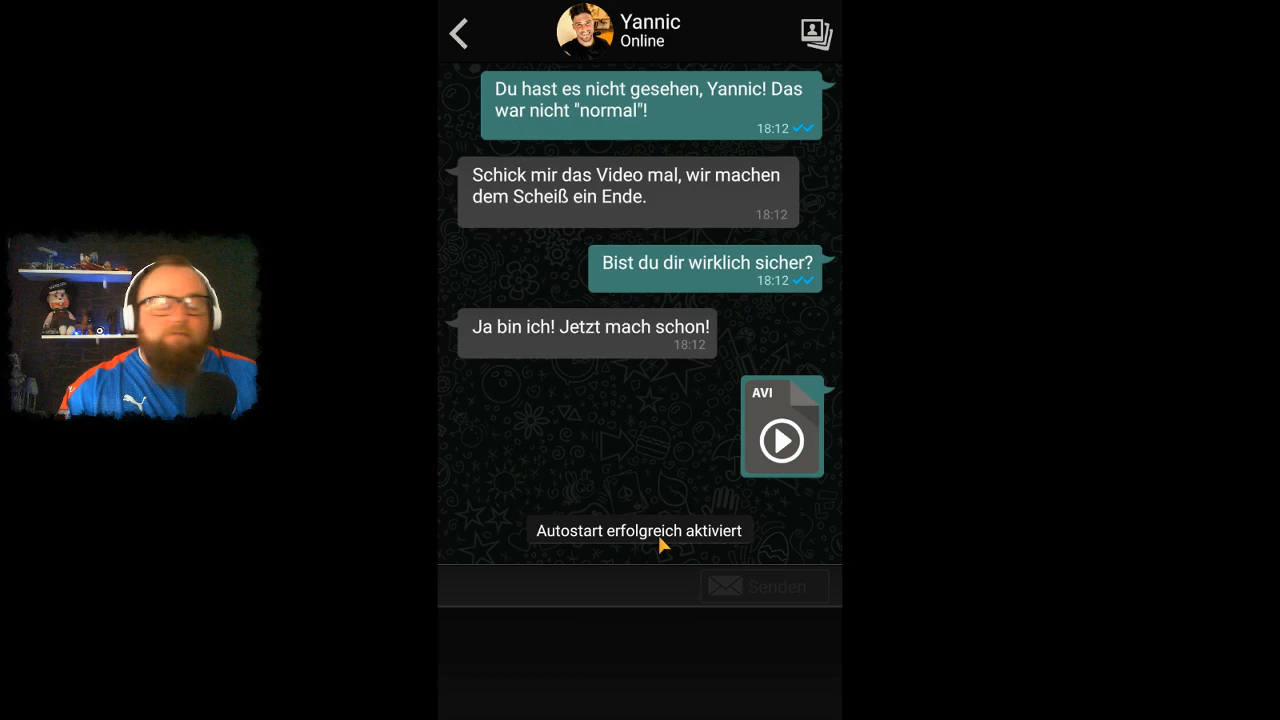 Yannic
Online
Du hast es nicht gesehen, Yannic! Das
war nicht "normal"!
18:12
Schick mir das Video mal, wir machen
dem Scheiß ein Ende.
18:12
Bist du dir wirklich sicher?
18:12
Ja bin ich! Jetzt mach schon!
18:12
AVI
Autostart erfolgreich aktiviert
Senden